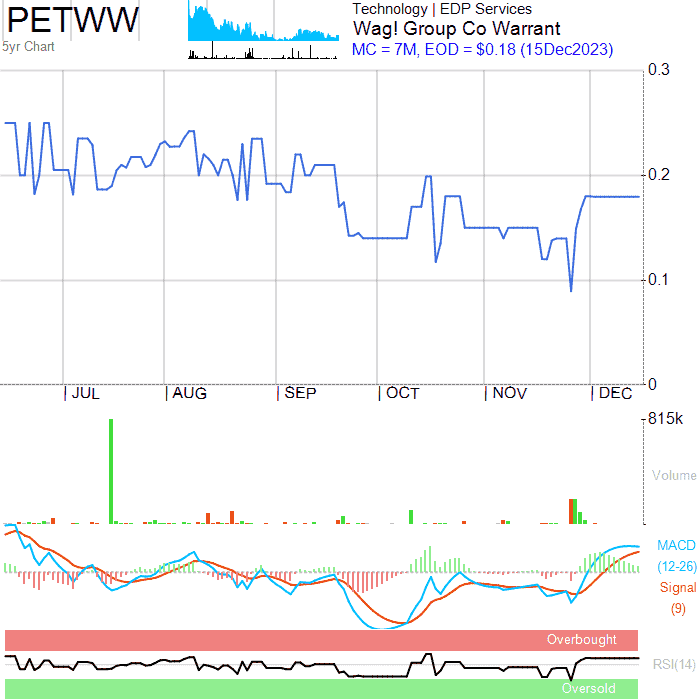 PETWW
5yr Chart
Technology | EDP Services
Wag! Group Co Warrant
MC = 7M, EOD = $0.18 (15Dec2023)
0.3
0.2
0.1
0
JUL
AUG
SEP
OCT
NOV
DEC
815k
Volume
MACD
(12-26)
Signal
(9)
Overbought
RSI(14)
Oversold